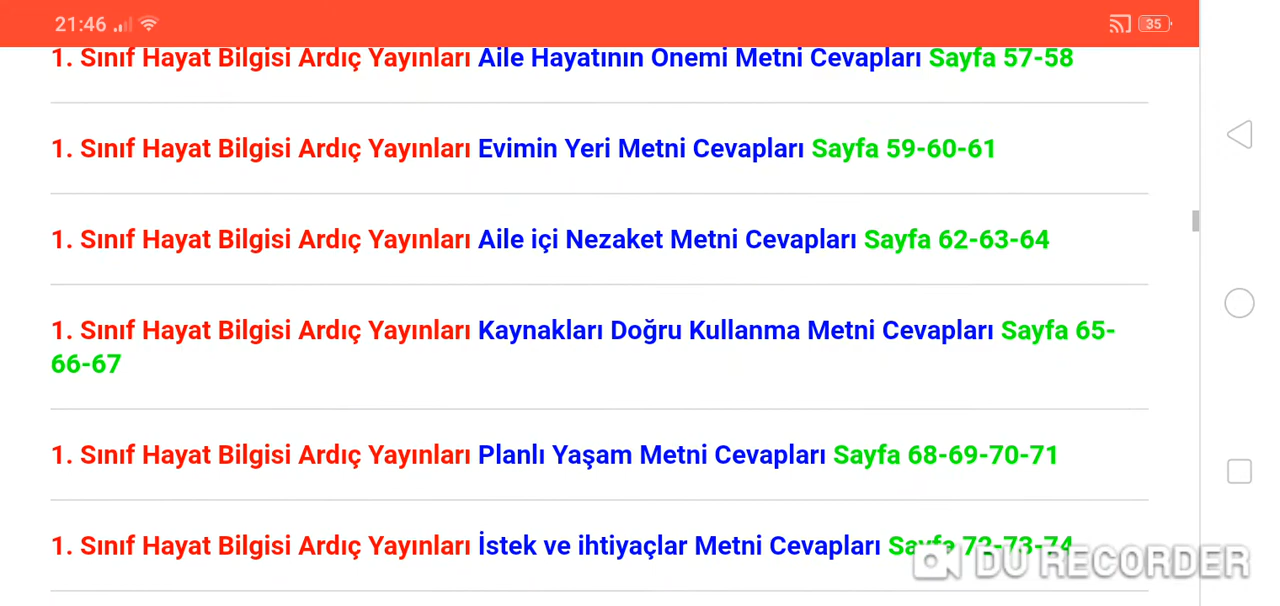 21:46
35
1. Sınıf Hayat Bilgisi Ardıç Yayınları Aile Hayatının Onemi Metni Cevapları Sayfa 57-58
1. Sınıf Hayat Bilgisi Ardıç Yayınları Evimin Yeri Metni Cevapları Sayfa 59-60-61
1. Sınıf Hayat Bilgisi Ardıç Yayınları Aile içi Nezaket Metni Cevapları Sayfa 62-63-64
1. Sınıf Hayat Bilgisi Ardıç Yayınları Kaynakları Doğru Kullanma Metni Cevapları Sayfa 65-
66-67
1. Sınıf Hayat Bilgisi Ardıç Yayınları Planlı Yaşam Metni Cevapları Sayfa 68-69-70-71
1. Sınıf Hayat Bilgisi Ardıç Yayınları İstek ve ihtiyaçlar Metni Cevapları Sayfa 72-73-74
DU RECORDER